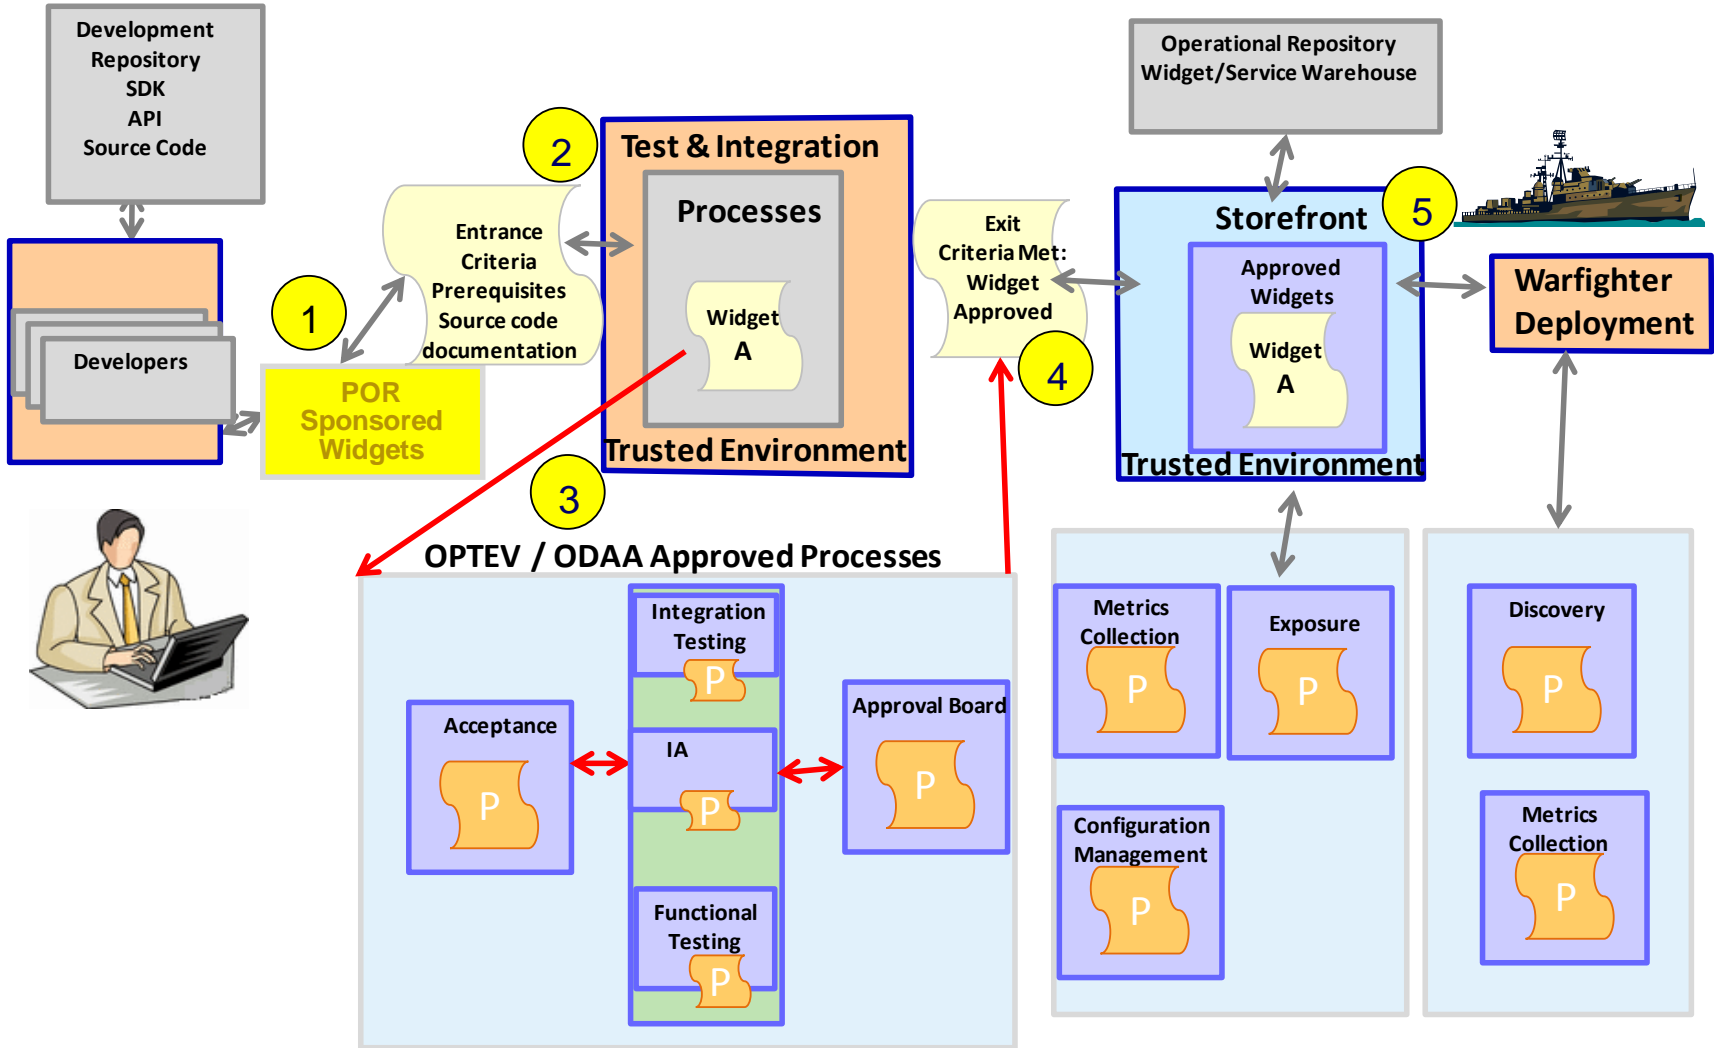 Development
Repository
SDK
API
Source Code
Developers
1
POR
Sponsored
Widgets
Entrance
Criteria
Prerequisites
Source code
documentation
2
Test & Integration
Processes
Widget
A
Trusted Environment
3
OPTEV / ODAA Approved Processes
Acceptance
P
Integration
Testing
P
IA
P
Functional
Testing
P
Approval Board
P
Exit
Criteria Met:
Widget
Approved
4
Operational Repository
Widget/Service Warehouse
Storefront
5
Approved
Widgets
Widget
A
Trusted Environment
Warfighter
Deployment
Metrics
Collection
P
Exposure
P
Configuration
Management
P
Discovery
P
Metrics
Collection
P